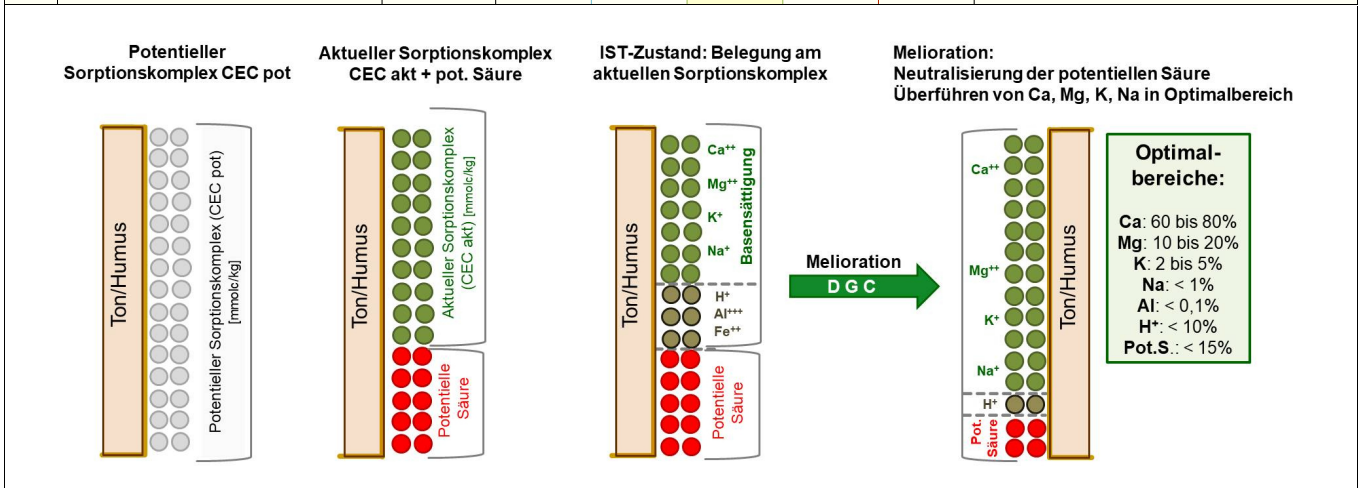 Potentieller
Sorptionskomplex CEC pot
Ton/Humus
Potentieller Sorptionskomplex (CEC pot)
[mmolc/kg]
Aktueller Sorptionskomplex
CEC akt + pot. Säure
Ton/Humus
Aktueller Sorptionskomplex
(CEC akt) [mmolc/kg]
Potentielle
Säure
IST-Zustand: Belegung am
aktuellen Sorptionskomplex
Ton/Humus
Ca⁺⁺
Mg⁺⁺
K⁺
Na⁺
Basensättigung
H⁺
Al⁺⁺⁺
Fe⁺⁺
Potentielle
Säure
Melioration
D G C
Melioration:
Neutralisierung der potentiellen Säure
Überführen von Ca, Mg, K, Na in Optimalbereich
Ca⁺⁺
Mg⁺⁺
K⁺
Na⁺
H⁺
Pot.
Säure
Ton/Humus
Optimal-
bereiche:
Ca: 60 bis 80%
Mg: 10 bis 20%
K: 2 bis 5%
Na: < 1%
Al: < 0,1%
H⁺: < 10%
Pot.S.: < 15%